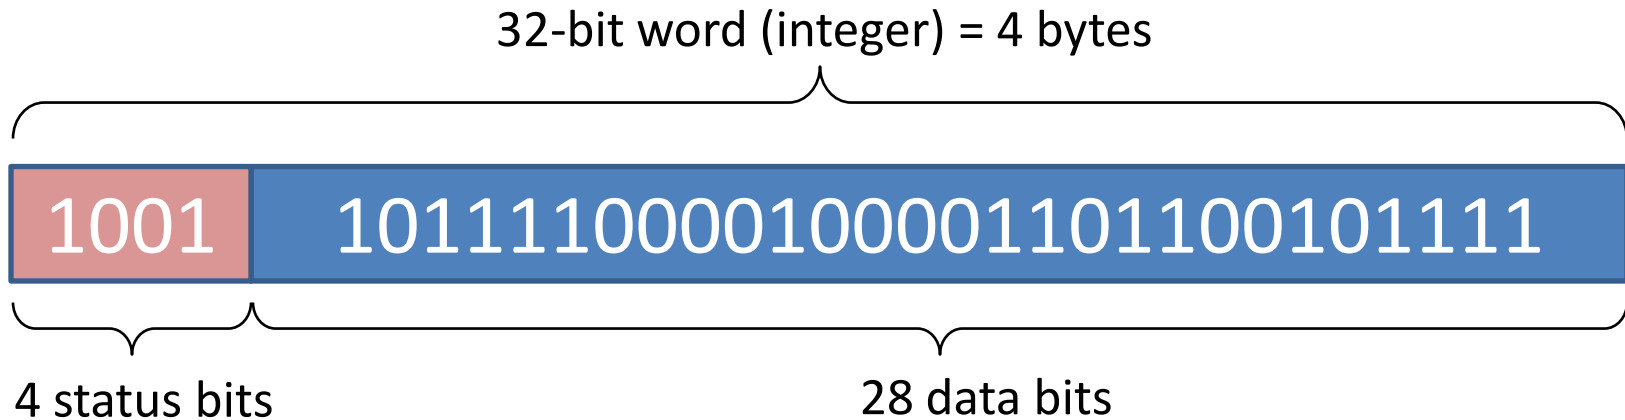 32-bit word (integer) = 4 bytes
1001 1011110000100001101100101111
4 status bits 28 data bits